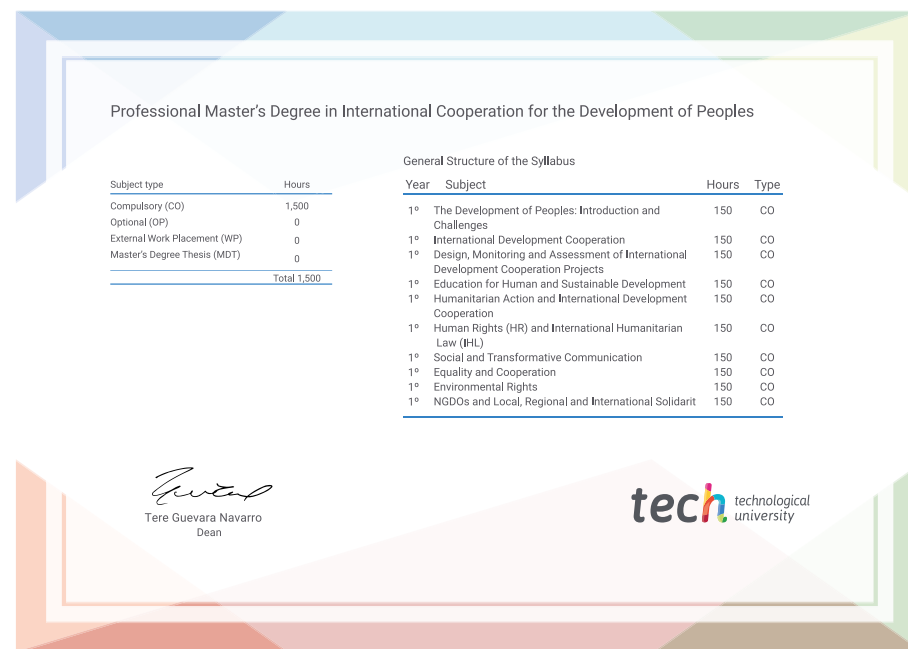 Professional Master's Degree in International Cooperation for the Development of Peoples
Subject type Hours
Compulsory (CO) 1,500
Optional (OP) 0
External Work Placement (WP) 0
Master's Degree Thesis (MDT) 0
Total 1,500
General Structure of the Syllabus
Year Subject Hours Type
1º The Development of Peoples: Introduction and 150 CO
Challenges
1º International Development Cooperation 150 CO
1º Design, Monitoring and Assessment of International 150 CO
Development Cooperation Projects
1º Education for Human and Sustainable Development 150 CO
1º Humanitarian Action and International Development 150 CO
Cooperation
1º Human Rights (HR) and International Humanitarian 150 CO
Law (IHL)
1º Social and Transformative Communication 150 CO
1º Equality and Cooperation 150 CO
1º Environmental Rights 150 CO
1º NGDOs and Local, Regional and International Solidarit 150 CO
Tere Guevara Navarro
Dean
tech technological
university